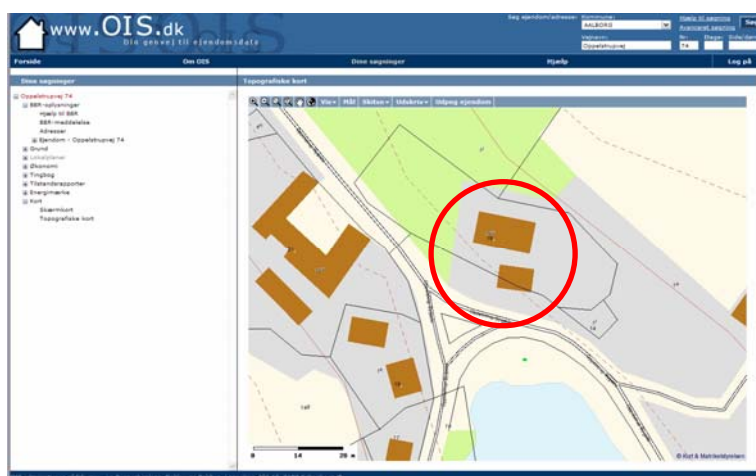 www.OIS.dk
Din genvej til ejendomsdata
Søg ejendom/adresse:
Kommune:
AALBORG
Vejnavn:
Oppelstrupvej
Hjælp til søgning
Avanceret søgning
Nr:
Etage:
74
Forside
Om OIS
Dine søgninger
Hjælp
Log på
Dine søgninger
Oppelstrupvej 74
BBR-oplysninger
Hjælp til BBR
BBR-meddelelse
Adresser
Ejendom - Oppelstrupvej 74
Grund
Lokalplaner
Økonomi
Tingbog
Tilstandsrapporter
Energimærke
Kort
Skærmkort
Topografiske kort
Topografiske kort
Vis
Mål
Skitse
Udskriv
Udpeg ejendom
0 14 28 m
© Kort & Matrikelstyrelsen